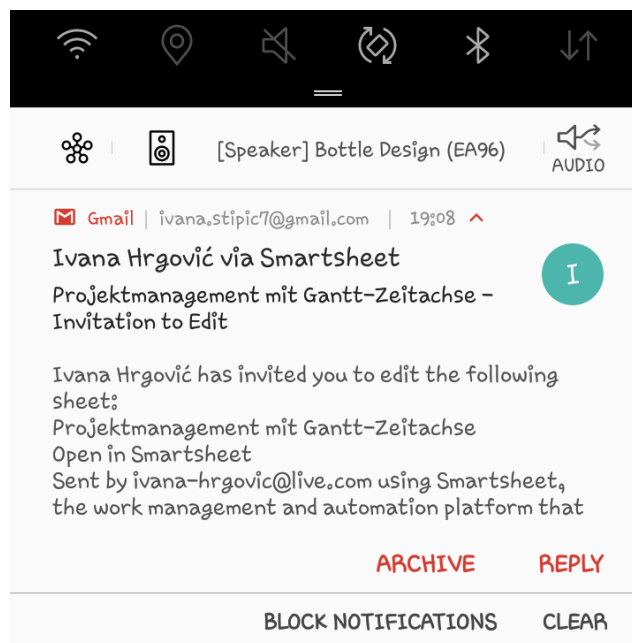 [Speaker] Bottle Design (EA96)
AUDIO
Gmail | ivana.stipic7@gmail.com | 19:08
Ivana Hrgović via Smartsheet
I
Projektmanagement mit Gantt-Zeitachse -
Invitation to Edit
Ivana Hrgović has invited you to edit the following
sheet:
Projektmanagement mit Gantt-Zeitachse
Open in Smartsheet
Sent by ivana-hrgovic@live.com using Smartsheet,
the work management and automation platform that
ARCHIVE REPLY
BLOCK NOTIFICATIONS CLEAR